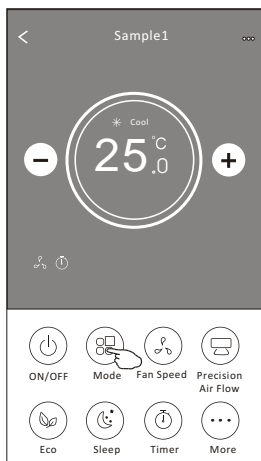 Sample1
Cool
25.0°C
ON/OFF
Mode
Fan Speed
Precision
Air Flow
Eco
Sleep
Timer
More